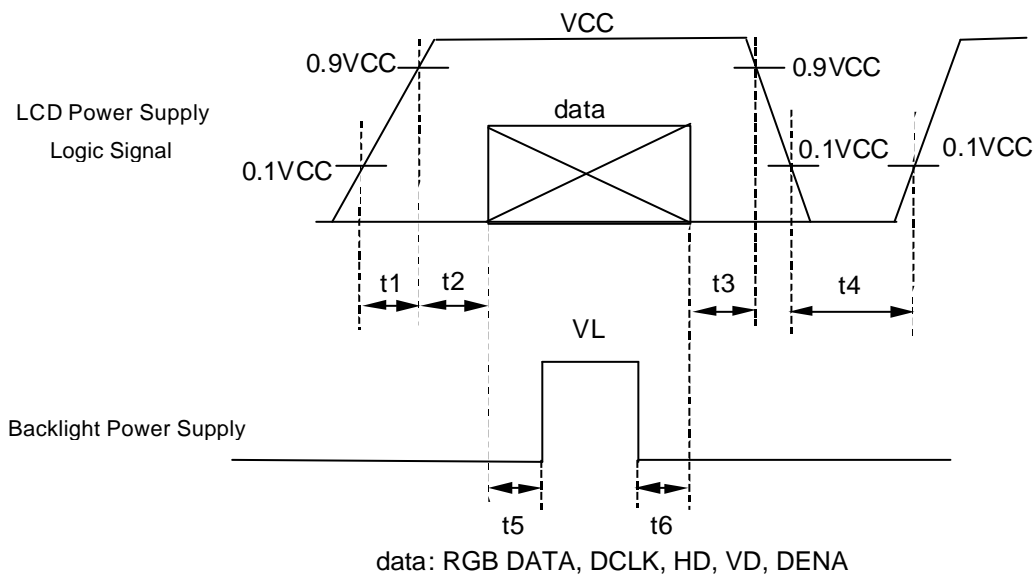 VCC
0.9VCC
0.9VCC
LCD Power Supply
Logic Signal
data
0.1VCC
0.1VCC
0.1VCC
t1
t2
t3
t4
VL
Backlight Power Supply
t5
t6
data: RGB DATA, DCLK, HD, VD, DENA